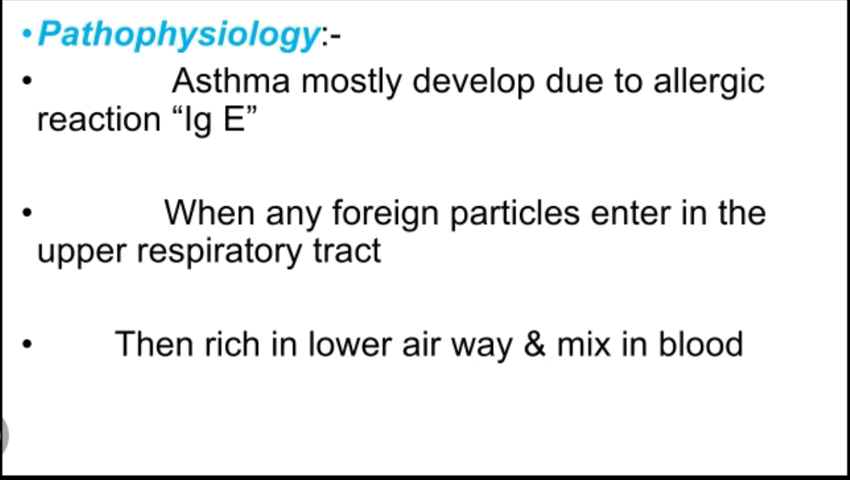 •Pathophysiology:-
• Asthma mostly develop due to allergic
reaction “Ig E”
• When any foreign particles enter in the
upper respiratory tract
• Then rich in lower air way & mix in blood